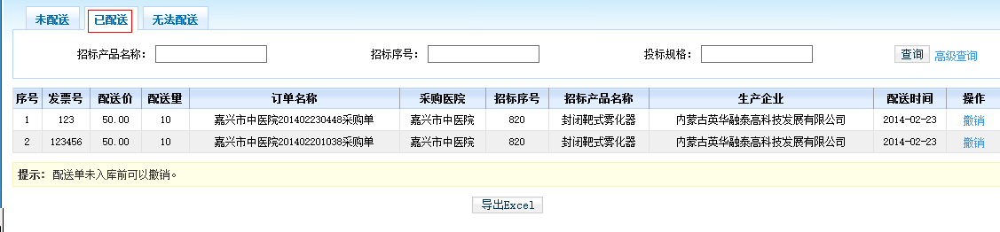 未配送 已配送 无法配送
招标产品名称： 招标序号： 投标规格： 查询 高级查询
序号 发票号 配送价 配送量 订单名称 采购医院 招标序号 招标产品名称 生产企业 配送时间 操作
1 123 50.00 10 嘉兴市中医院201402230448采购单 嘉兴市中医院 820 封闭靶式雾化器 内蒙古英华融泰高科技发展有限公司 2014-02-23 撤销
2 123456 50.00 10 嘉兴市中医院201402201038采购单 嘉兴市中医院 820 封闭靶式雾化器 内蒙古英华融泰高科技发展有限公司 2014-02-23 撤销
提示： 配送单未入库前可以撤销。
导出Excel